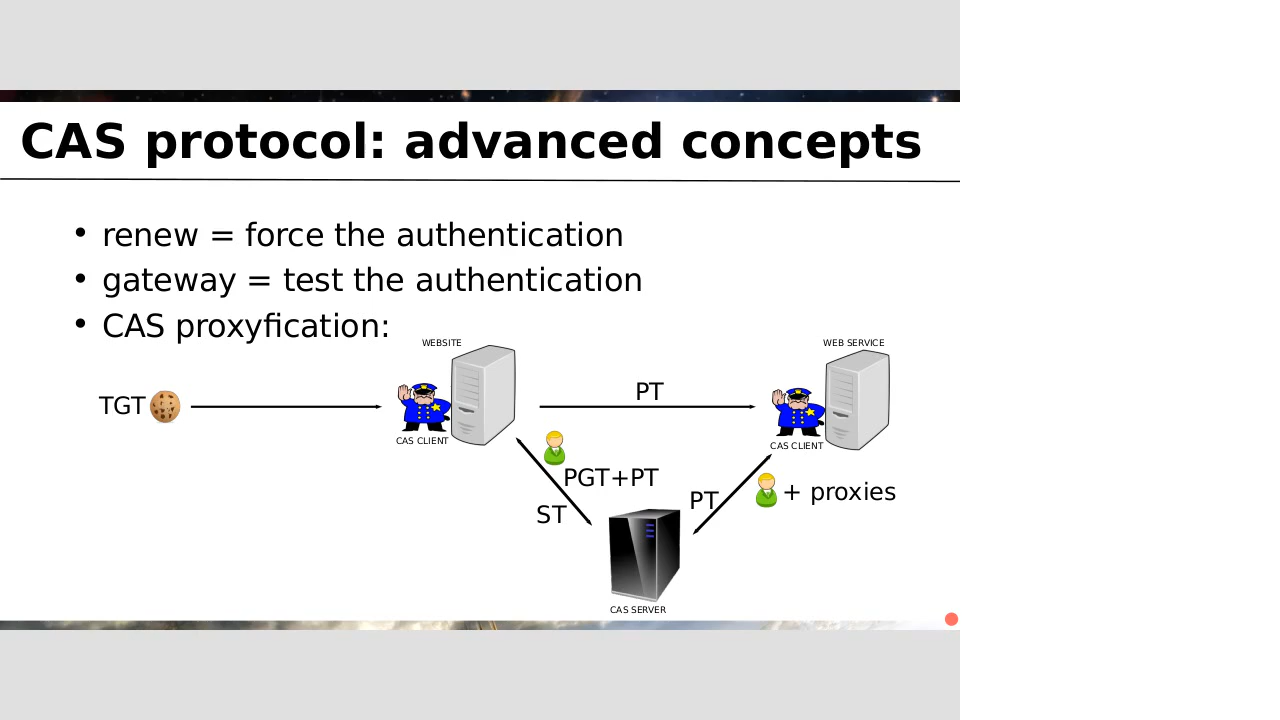 CAS protocol: advanced concepts
• renew = force the authentication
• gateway = test the authentication
• CAS proxyfication:
WEBSITE
WEB SERVICE
TGT
PT
CAS CLIENT
CAS CLIENT
PGT+PT
ST
PT
+ proxies
CAS SERVER